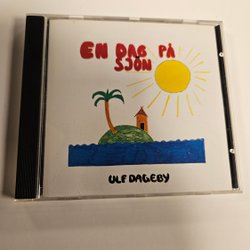 EN DAG PÅ
SJÖN
ULF DAGEBY